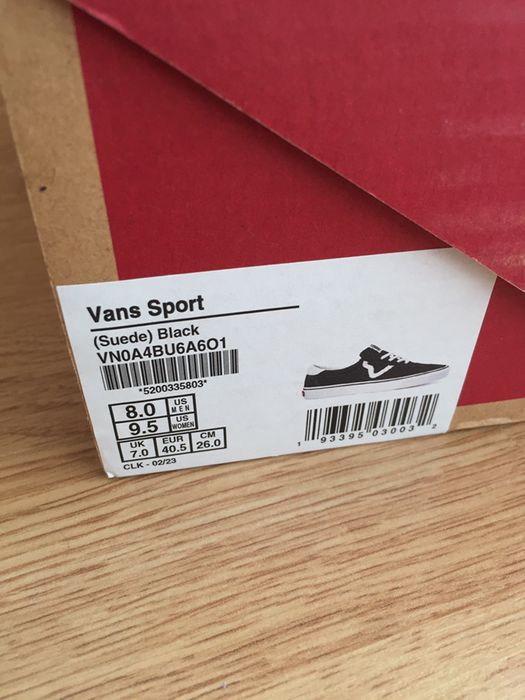 Vans Sport
(Suede) Black
VN0A4BU6A6O1
*5200335803*
8.0 US MEN
9.5 US WOMEN
UK EUR CM
7.0 40.5 26.0
CLK - 02/23
1 93395 03003 2